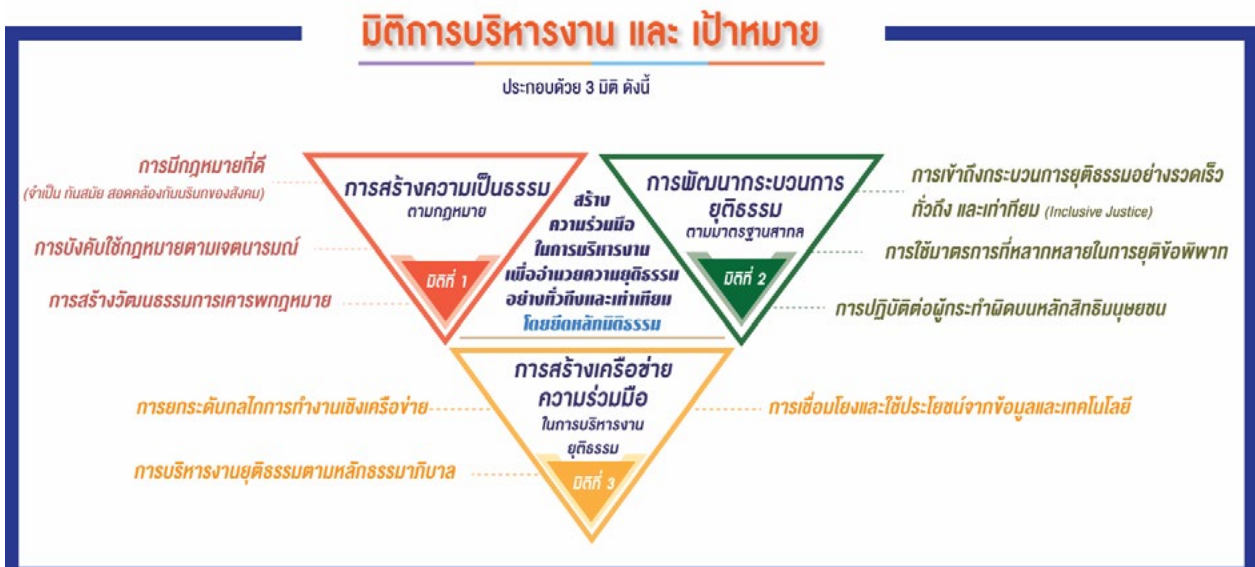 มิติการบริหารงาน และ เป้าหมาย
ประกอบด้วย 3 มิติ ดังนี้
การมีกฎหมายที่ดี
(จำเป็น ทันสมัย สอดคล้องกับบริบทของสังคม)
การบังคับใช้กฎหมายตามเจตนารมณ์
การสร้างวัฒนธรรมการเคารพกฎหมาย
การสร้างความเป็นธรรม
ตามกฎหมาย
มิติที่ 1
สร้าง
ความร่วมมือ
ในการบริหารงาน
เพื่ออำนวยความยุติธรรม
อย่างทั่วถึงและเท่าเทียม
โดยยึดหลักนิติธรรม
การพัฒนากระบวนการ
ยุติธรรม
ตามมาตรฐานสากล
มิติที่ 2
การเข้าถึงกระบวนการยุติธรรมอย่างรวดเร็ว
ทั่วถึง และเท่าเทียม (Inclusive Justice)
การใช้มาตรการที่หลากหลายในการยุติข้อพิพาท
การปฏิบัติต่อผู้กระทำผิดบนหลักสิทธิมนุษยชน
การสร้างเครือข่าย
ความร่วมมือ
ในการบริหารงาน
ยุติธรรม
มิติที่ 3
การยกระดับกลไกการทำงานเชิงเครือข่าย
การบริหารงานยุติธรรมตามหลักธรรมาภิบาล
การเชื่อมโยงและใช้ประโยชน์จากข้อมูลและเทคโนโลยี